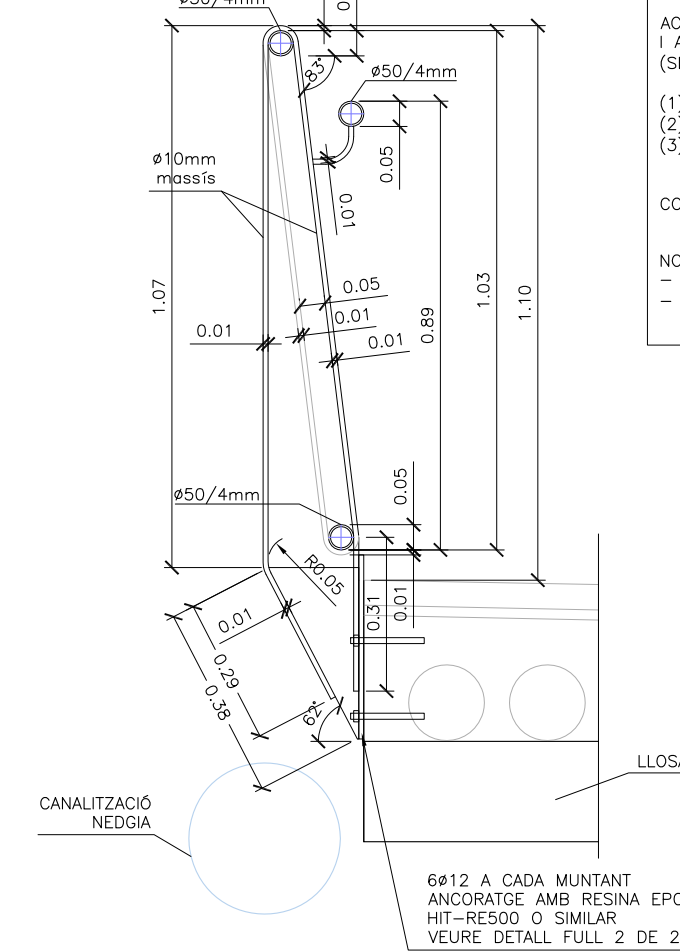 ø50/4mm
83°
ø50/4mm
0.05
ø10mm
massís
0.01
1.07
0.05
0.01
0.01
0.01
0.89
1.03
1.10
ø50/4mm
0.05
R0.05
0.01
0.31
0.01
0.29
0.38
62°
CANALITZACIÓ
NEDGIA
6ø12 A CADA MUNTANT
ANCORATGE AMB RESINA
HIT-RE500 O SIMILAR
VEURE DETALL FULL 2 DE 2
(1)
(2)
(3)